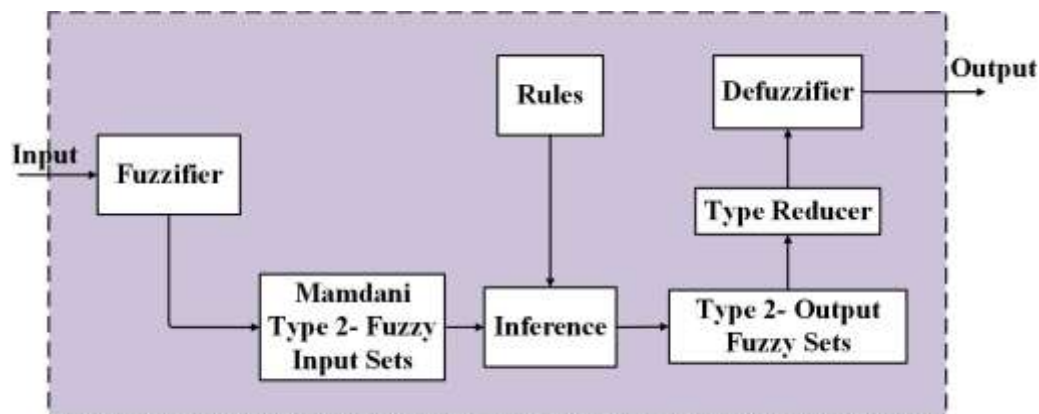 Input
Fuzzifier
Mamdani
Type 2- Fuzzy
Input Sets
Rules
Inference
Type 2- Output
Fuzzy Sets
Type Reducer
Defuzzifier
Output